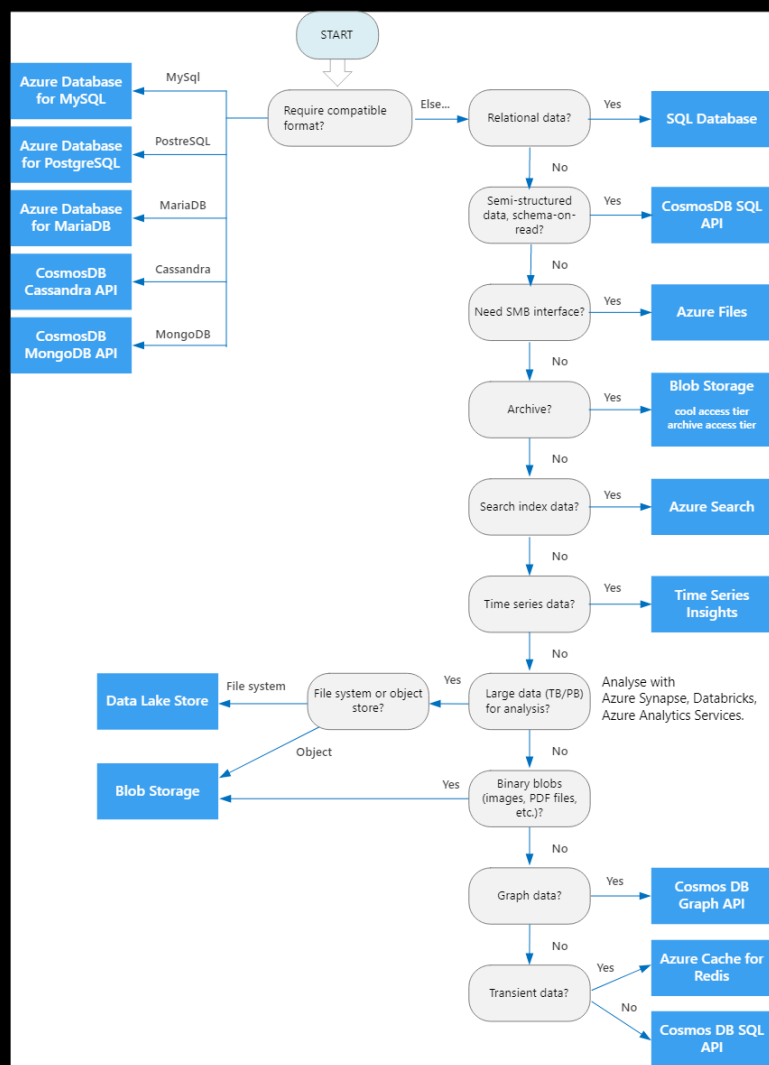 START
Require compatible
format?
MySql
Azure Database
for MySQL
PostreSQL
Azure Database
for PostgreSQL
MariaDB
Azure Database
for MariaDB
Cassandra
CosmosDB
Cassandra API
MongoDB
CosmosDB
MongoDB API
Else...
Relational data?
Yes
SQL Database
No
Semi-structured
data, schema-on-
read?
Yes
CosmosDB SQL
API
No
Need SMB interface?
Yes
Azure Files
No
Archive?
Yes
Blob Storage
cool access tier
archive access tier
No
Search index data?
Yes
Azure Search
No
Time series data?
Yes
Time Series
Insights
No
Large data (TB/PB)
for analysis?
Analyse with
Azure Synapse, Databricks,
Azure Analytics Services.
Yes
File system or object
store?
File system
Data Lake Store
Object
Blob Storage
No
Binary blobs
(images, PDF files,
etc.)?
Yes
No
Graph data?
Yes
Cosmos DB
Graph API
No
Transient data?
Yes
Azure Cache for
Redis
No
Cosmos DB SQL
API